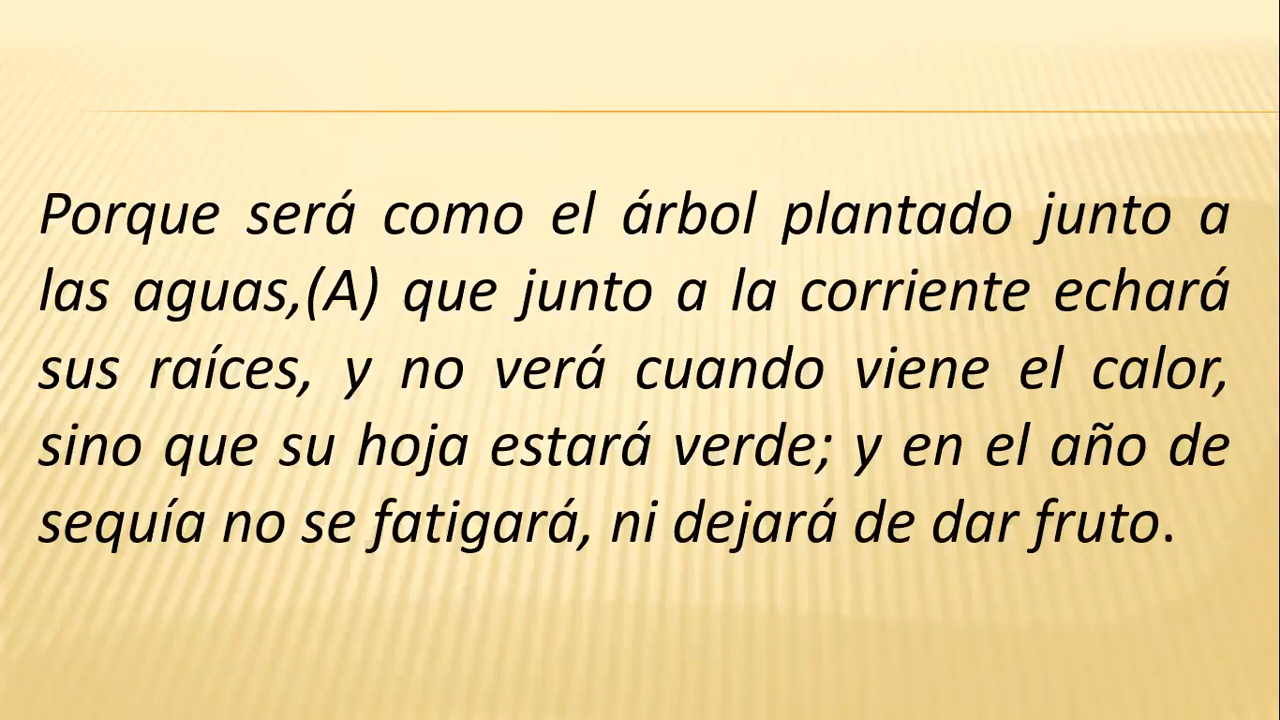 Porque será como el árbol plantado junto a
las aguas,(A) que junto a la corriente echará
sus raíces, y no verá cuando viene el calor,
sino que su hoja estará verde; y en el año de
sequía no se fatigará, ni dejará de dar fruto.